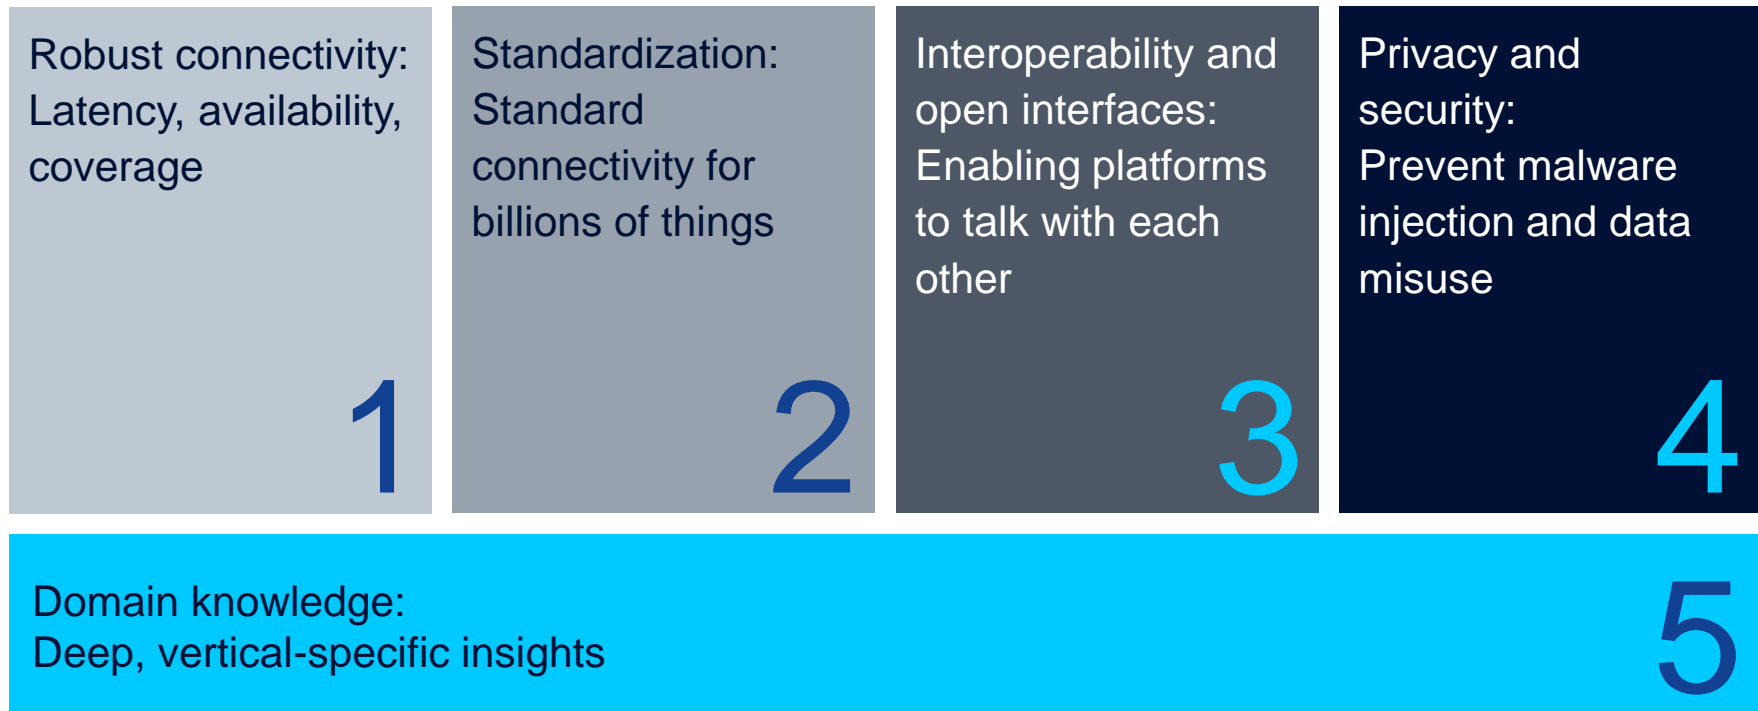 Robust connectivity:
Latency, availability,
coverage
1
Standardization:
Standard
connectivity for
billions of things
2
Interoperability and
open interfaces:
Enabling platforms
to talk with each
other
3
Privacy and
security:
Prevent malware
injection and data
misuse
4
Domain knowledge:
Deep, vertical-specific insights
5